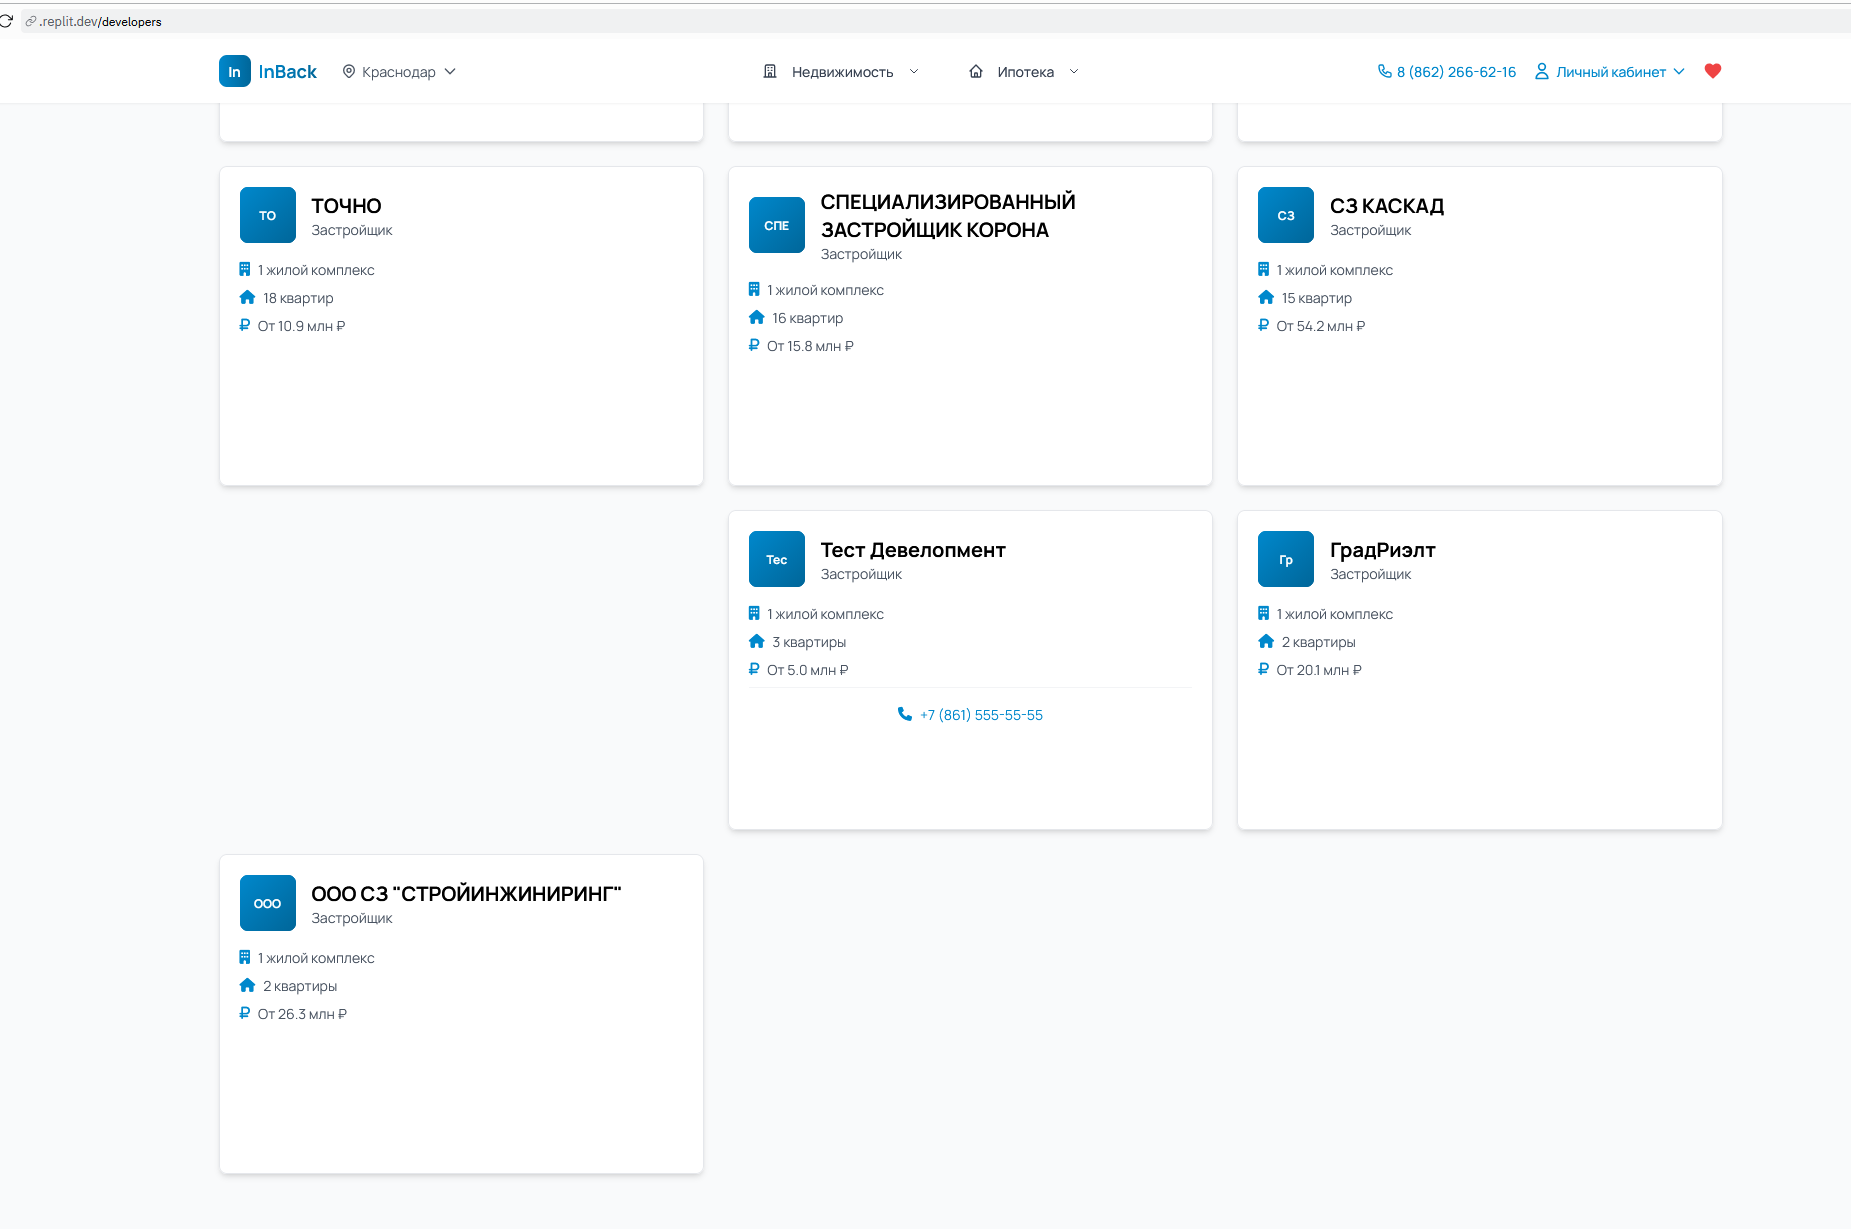 .replit.dev/developers
In InBack Краснодар Недвижимость Ипотека 8 (862) 266-62-16 Личный кабинет
ТО
ТОЧНО
Застройщик
1 жилой комплекс
18 квартир
От 10.9 млн ₽
СПЕ
СПЕЦИАЛИЗИРОВАННЫЙ
ЗАСТРОЙЩИК КОРОНА
Застройщик
1 жилой комплекс
16 квартир
От 15.8 млн ₽
СЗ
СЗ КАСКАД
Застройщик
1 жилой комплекс
15 квартир
От 54.2 млн ₽
Тес
Тест Девелопмент
Застройщик
1 жилой комплекс
3 квартиры
От 5.0 млн ₽
+7 (861) 555-55-55
Гр
ГрадРиэлт
Застройщик
1 жилой комплекс
2 квартиры
От 20.1 млн ₽
ООО
ООО СЗ "СТРОЙИНЖИНИРИНГ"
Застройщик
1 жилой комплекс
2 квартиры
От 26.3 млн ₽